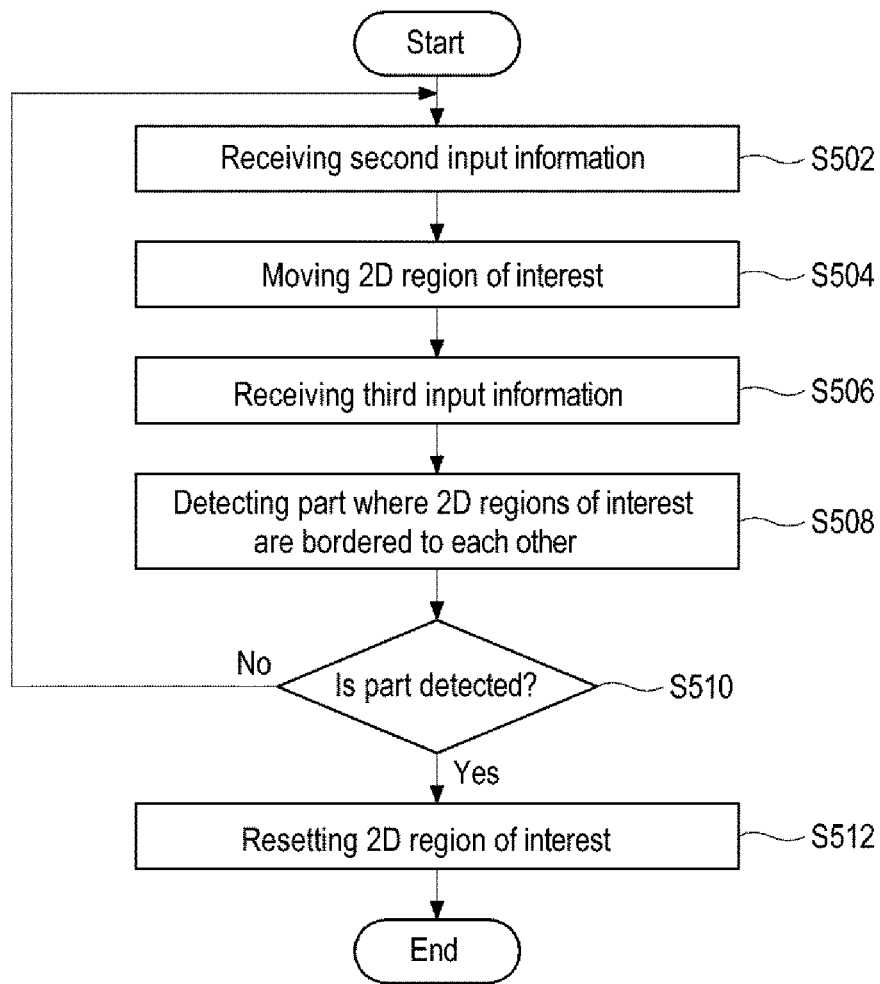 Start
Receiving second input information
S502
Moving 2D region of interest
S504
Receiving third input information
S506
Detecting part where 2D regions of interest
are bordered to each other
S508
No
Is part detected?
S510
Yes
Resetting 2D region of interest
S512
End